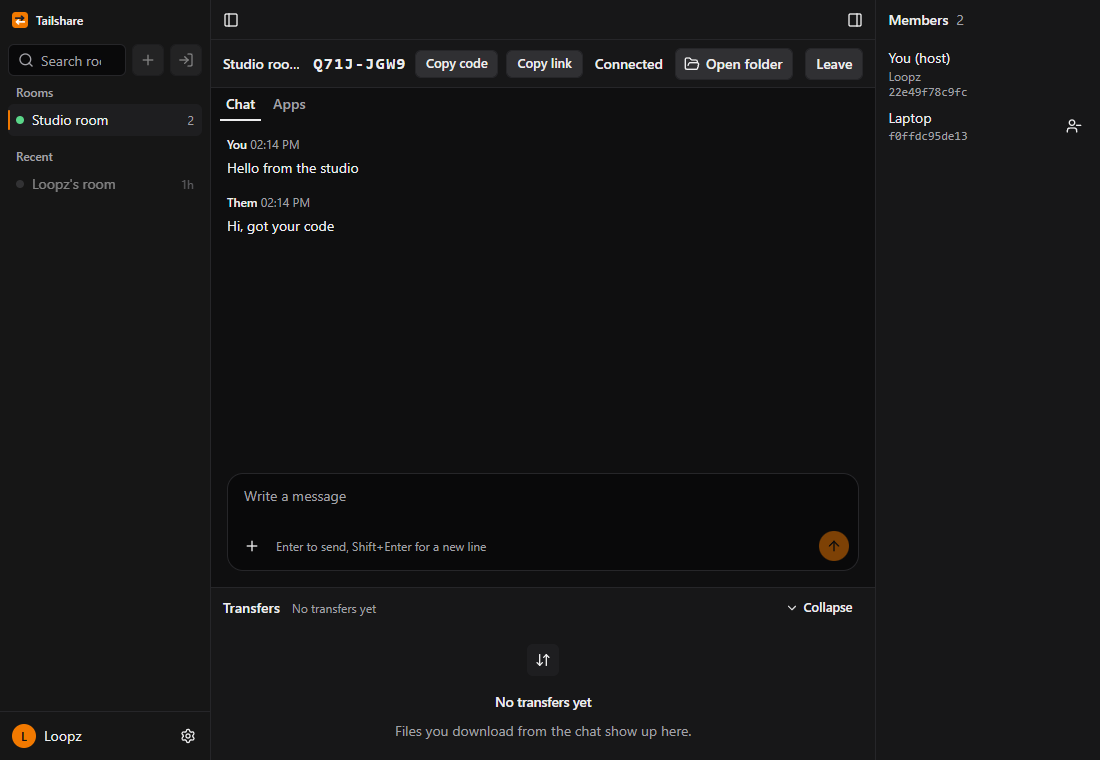 Tailshare
Search ro
Rooms
Studio room 2
Recent
Loopz's room 1h
L Loopz
Studio roo... Q71J-JGW9 Copy code Copy link Connected Open folder Leave
Chat Apps
You 02:14 PM
Hello from the studio
Them 02:14 PM
Hi, got your code
Write a message
Enter to send, Shift+Enter for a new line
Transfers No transfers yet Collapse
No transfers yet
Files you download from the chat show up here.
Members 2
You (host)
Loopz
22e49f78c9fc
Laptop
f0ffdc95de13